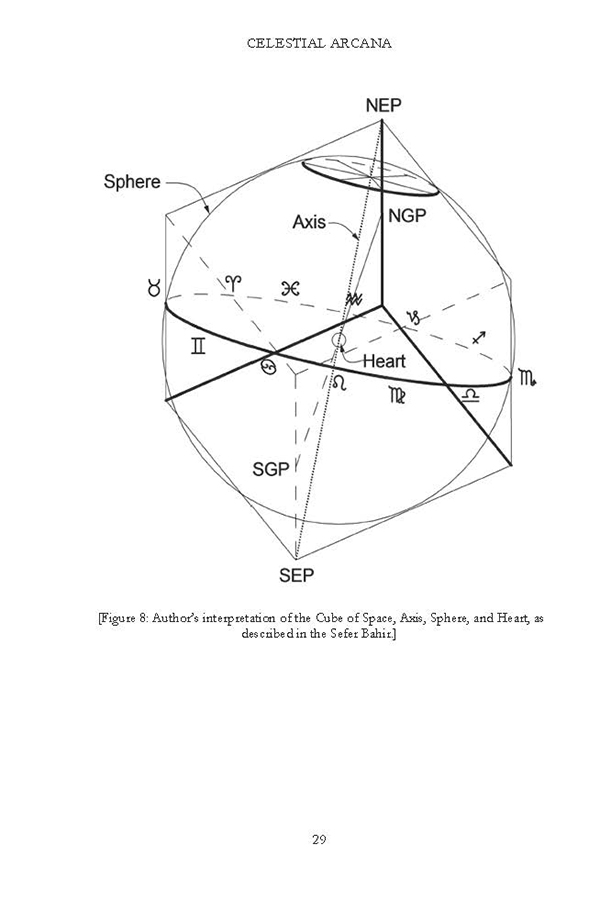 CELESTIAL ARCANA
NEP
Sphere
Axis
NGP
♉ ♈ ♓ ♒ ♑ ♐
♊ ♋ ♌ ♍ ♎ ♏
Heart
SGP
SEP
[Figure 8: Author's interpretation of the Cube of Space, Axis, Sphere, and Heart, as
described in the Sefer Bahir.]
29